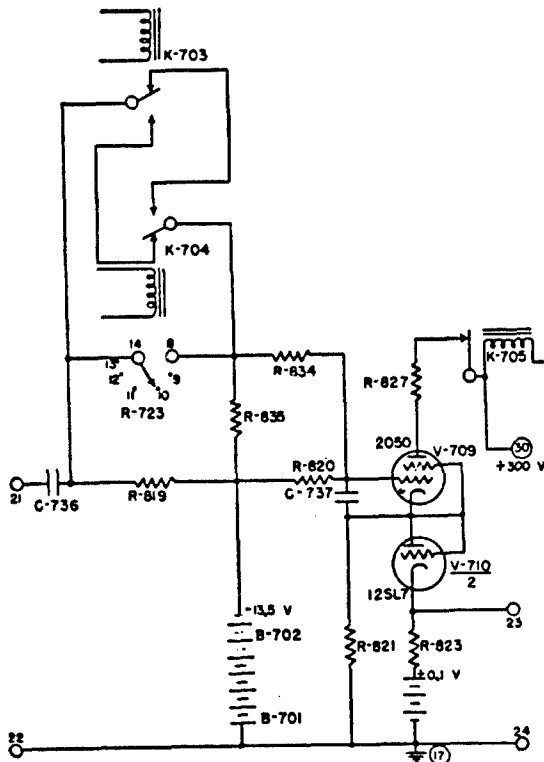 K-703
K-704
14
8
13°
12°
11°
°10
°9
R-723
R-834
R-835
R-827
K-705
30
+300 V
2050
V-709
R-820
C-737
21
C-736
R-819
V-710
2
12SL7
-13,5 V
B-702
R-821
R-823
23
±0,1 V
B-701
22
17
24